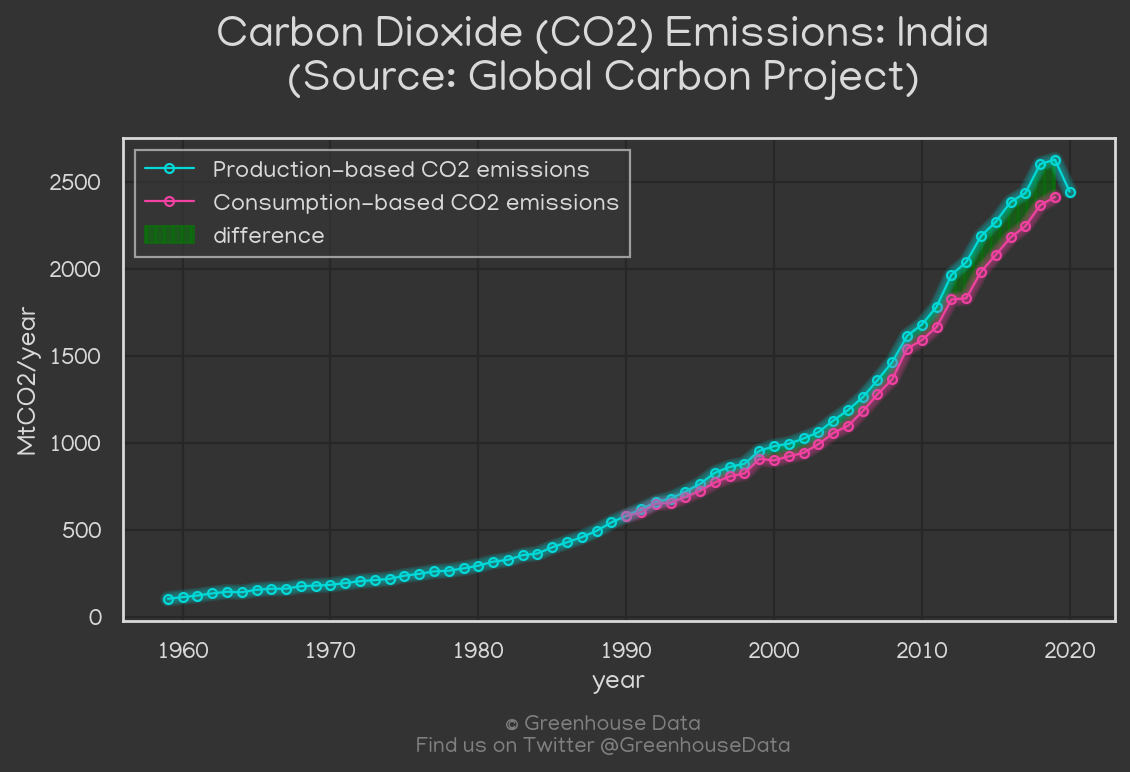 Carbon Dioxide (CO2) Emissions: India
(Source: Global Carbon Project)
Production-based CO2 emissions
Consumption-based CO2 emissions
difference
MtCO2/year
2500
2000
1500
1000
500
0
1960 1970 1980 1990 2000 2010 2020
year
© Greenhouse Data
Find us on Twitter @GreenhouseData